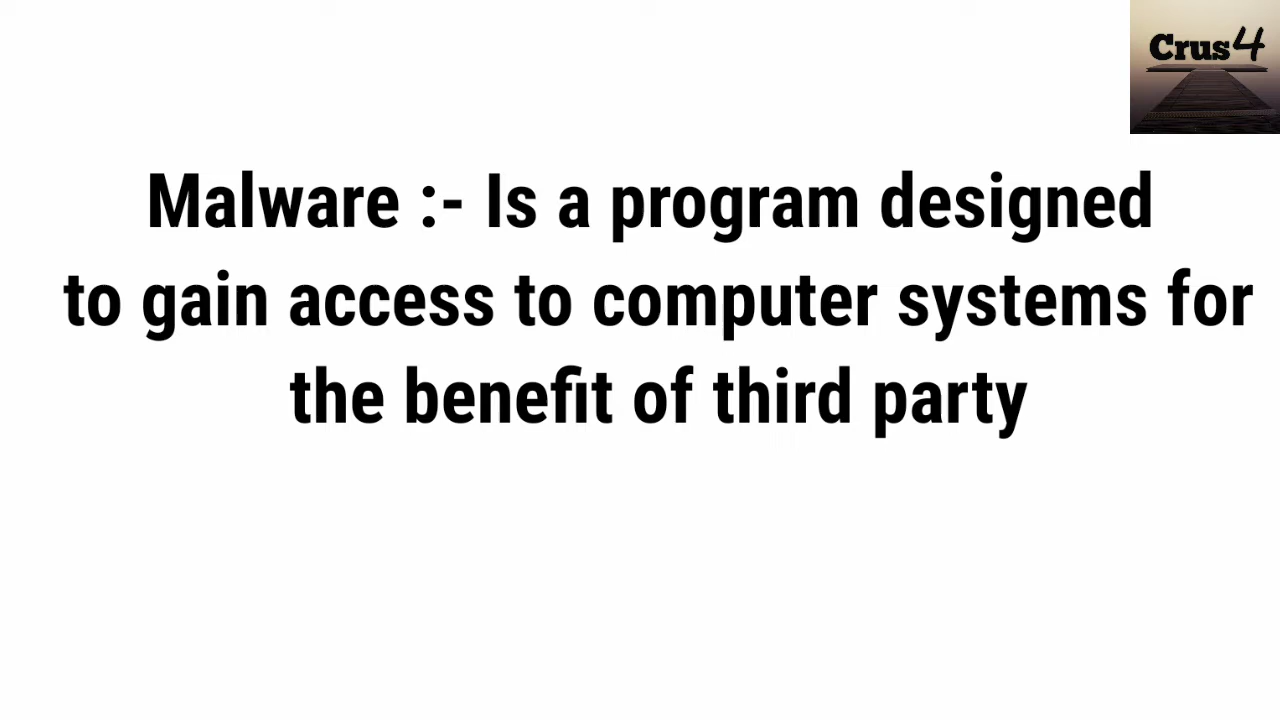 Crus4
Malware :- Is a program designed
to gain access to computer systems for
the benefit of third party